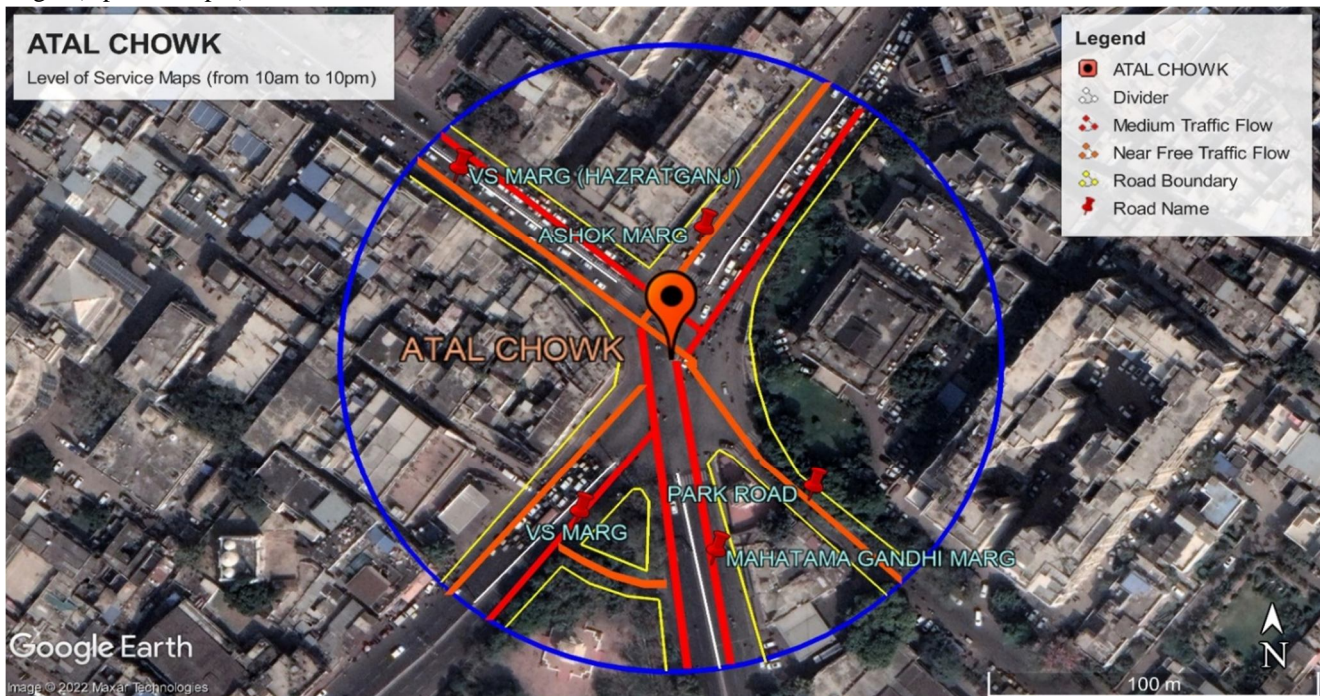 ATAL CHOWK
Level of Service Maps (from 10am to 10pm)
Legend
ATAL CHOWK
Divider
Medium Traffic Flow
Near Free Traffic Flow
Road Boundary
Road Name
VS MARG (HAZRATGANJ)
ASHOK MARG
ATAL CHOWK
PARK ROAD
VS MARG
MAHATAMA GANDHI MARG
Google Earth
Image © 2022 Maxar Technologies
N
100 m